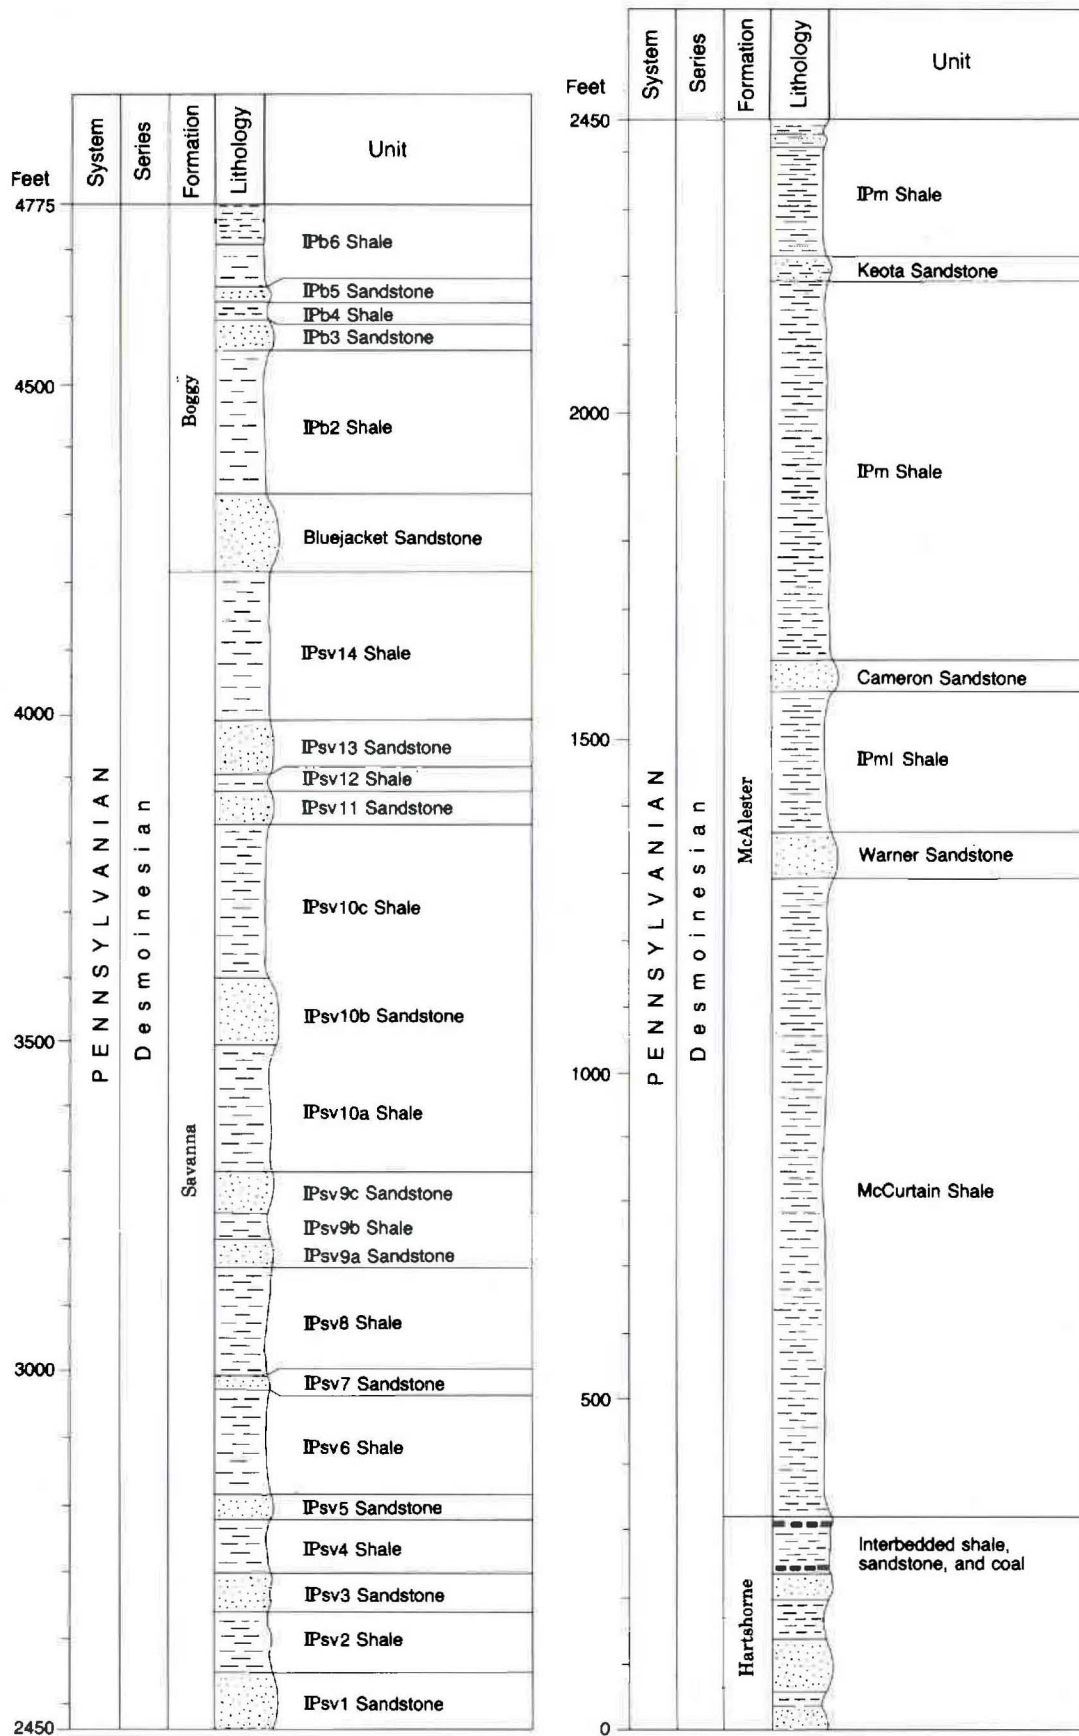 Feet
System
Series
Formation
Lithology
Unit
4775
4500
4000
3500
3000
2450
PENNSYLVANIAN
Desmoinesian
Boggy
Savanna
IPb6 Shale
IPb5 Sandstone
IPb4 Shale
IPb3 Sandstone
IPb2 Shale
Bluejacket Sandstone
IPsv14 Shale
IPsv13 Sandstone
IPsv12 Shale
IPsv11 Sandstone
IPsv10c Shale
IPsv10b Sandstone
IPsv10a Shale
IPsv9c Sandstone
IPsv9b Shale
IPsv9a Sandstone
IPsv8 Shale
IPsv7 Sandstone
IPsv6 Shale
IPsv5 Sandstone
IPsv4 Shale
IPsv3 Sandstone
IPsv2 Shale
IPsv1 Sandstone
Feet
System
Series
Formation
Lithology
Unit
2450
2000
1500
1000
500
0
PENNSYLVANIAN
Desmoinesian
McAlester
Hartshorne
IPm Shale
Keota Sandstone
IPm Shale
Cameron Sandstone
IPml Shale
Warner Sandstone
McCurtain Shale
Interbedded shale,
sandstone, and coal